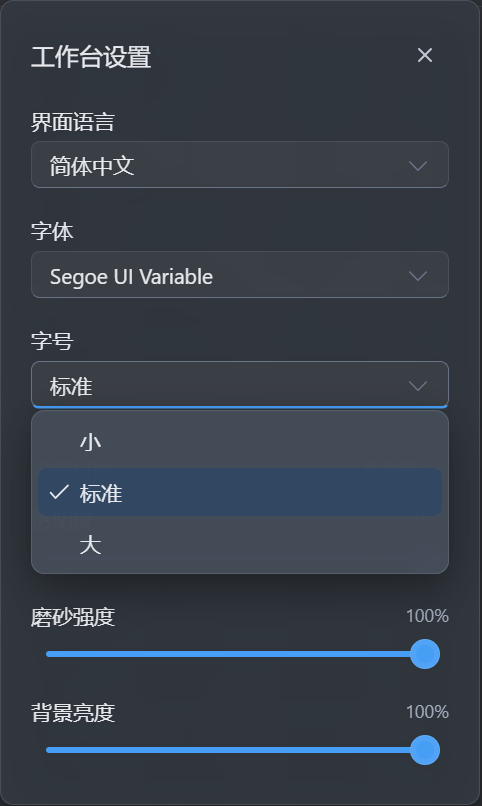 工作台设置
界面语言
简体中文
字体
Segoe UI Variable
字号
标准
小
标准
大
磨砂强度 100%
背景亮度 100%